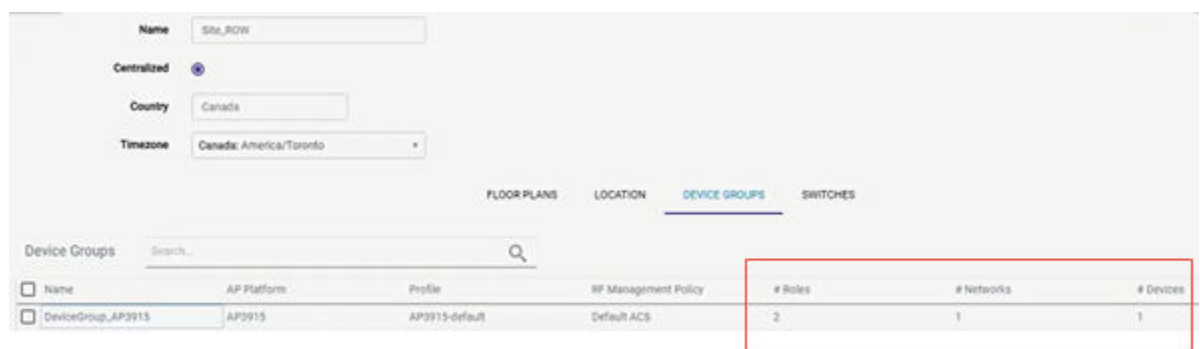 Name Site_ROW
Centralized
Country Canada
Timezone Canada: America/Toronto
FLOOR PLANS LOCATION DEVICE GROUPS SWITCHES
Device Groups Search...
Name AP Platform Profile RF Management Policy # Roles # Networks # Devices
DeviceGroup_AP3915 AP3915 AP3915-default Default ACS 2 1 1